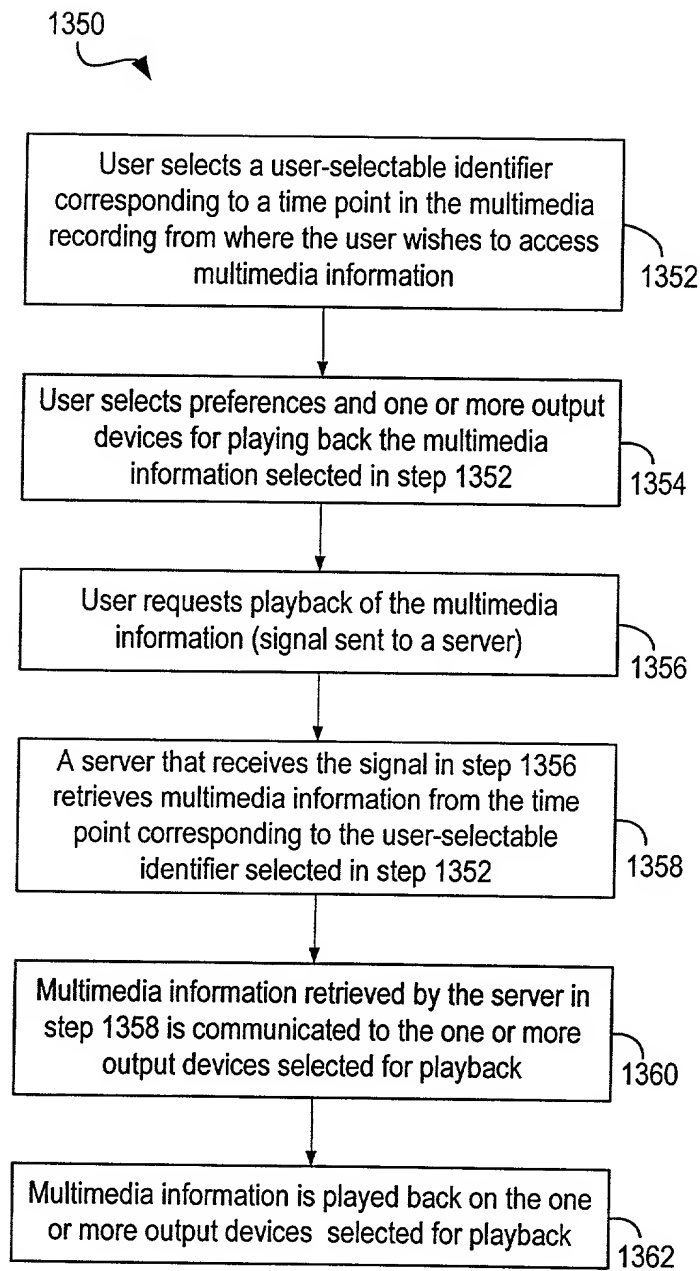 1350
User selects a user-selectable identifier
corresponding to a time point in the multimedia
recording from where the user wishes to access
multimedia information
1352
User selects preferences and one or more output
devices for playing back the multimedia
information selected in step 1352
1354
User requests playback of the multimedia
information (signal sent to a server)
1356
A server that receives the signal in step 1356
retrieves multimedia information from the time
point corresponding to the user-selectable
identifier selected in step 1352
1358
Multimedia information retrieved by the server in
step 1358 is communicated to the one or more
output devices selected for playback
1360
Multimedia information is played back on the one
or more output devices selected for playback
1362